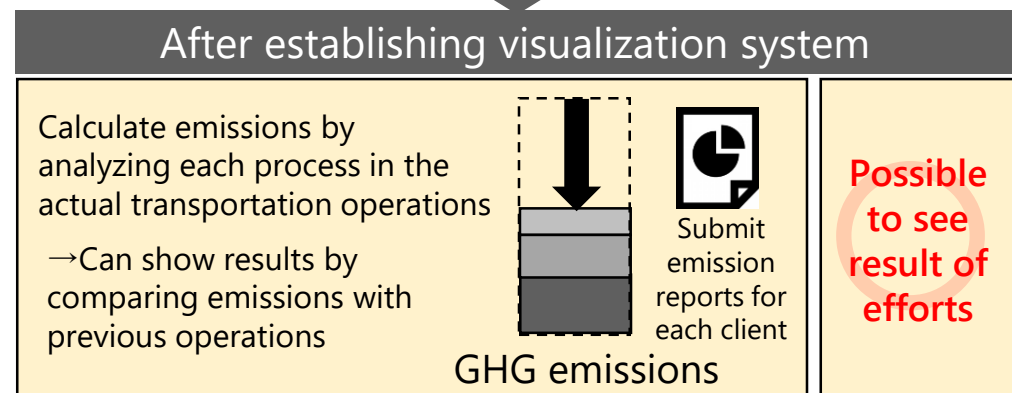 After establishing visualization system
Calculate emissions by
analyzing each process in the
actual transportation operations
→Can show results by
comparing emissions with
previous operations
Submit
emission
reports for
each client
GHG emissions
Possible
to see
result of
efforts